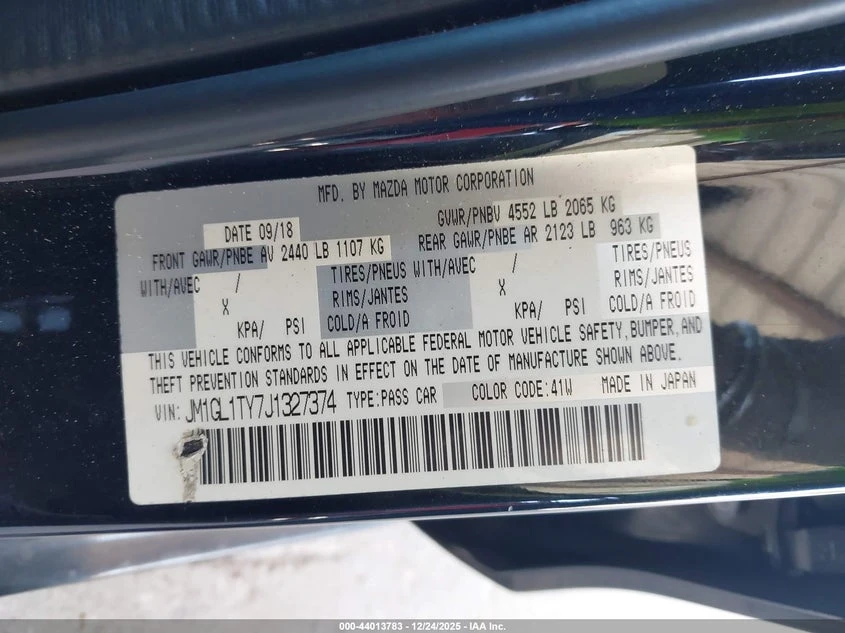 MFD. BY MAZDA MOTOR CORPORATION
DATE 09/18 GVWR/PNBV 4552 LB 2065 KG
FRONT GAWR/PNBE AV 2440 LB 1107 KG REAR GAWR/PNBE AR 2123 LB 963 KG
WITH/AVEC / TIRES/PNEUS WITH/AVEC / TIRES/PNEUS
X RIMS/JANTES X RIMS/JANTES
KPA/ PSI COLD/A FROID KPA/ PSI COLD/A FROID
THIS VEHICLE CONFORMS TO ALL APPLICABLE FEDERAL MOTOR VEHICLE SAFETY, BUMPER, AND
THEFT PREVENTION STANDARDS IN EFFECT ON THE DATE OF MANUFACTURE SHOWN ABOVE.
VIN: JM1GL1TY7J1327374 TYPE: PASS CAR COLOR CODE: 41W MADE IN JAPAN
000-44013783 - 12/24/2025 - IAA Inc.